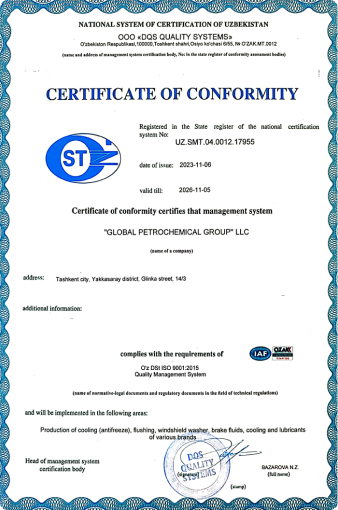 NATIONAL SYSTEM OF CERTIFICATION OF UZBEKISTAN
OOO «DQS QUALITY SYSTEMS»
O'zbekiston Respublikasi,100000,Toshkent shahri,Osiyo ko'chasi 6/55, № O'ZAK.MT.0012
(name and address of management system certification body, No: in the state register of conformity assessment bodies)
CERTIFICATE OF CONFORMITY
Registered in the State register of the national certification
system No:
UZ.SMT.04.0012.17955
ST
date of issue: 2023-11-06
valid till: 2026-11-05
Certificate of conformity certifies that management system
"GLOBAL PETROCHEMICAL GROUP" LLC
(name of a company)
address: Tashkent city, Yakkasaray district, Glinka street, 14/3
additional information:
complies with the requirements of
IAF
O'z DSt ISO 9001:2015
Quality Management System
(name of normative-legal documents and regulatory documents in the field of technical regulations)
and will be implemented in the following areas:
Production of cooling (antifreeze), flushing, windshield washer, brake fluids, cooling and lubricants
of various brands
Head of management system
certification body
DQS
QUALITY
SYSTEMS
(signature)
BAZAROVA N.Z.
(full name)
(stamp)